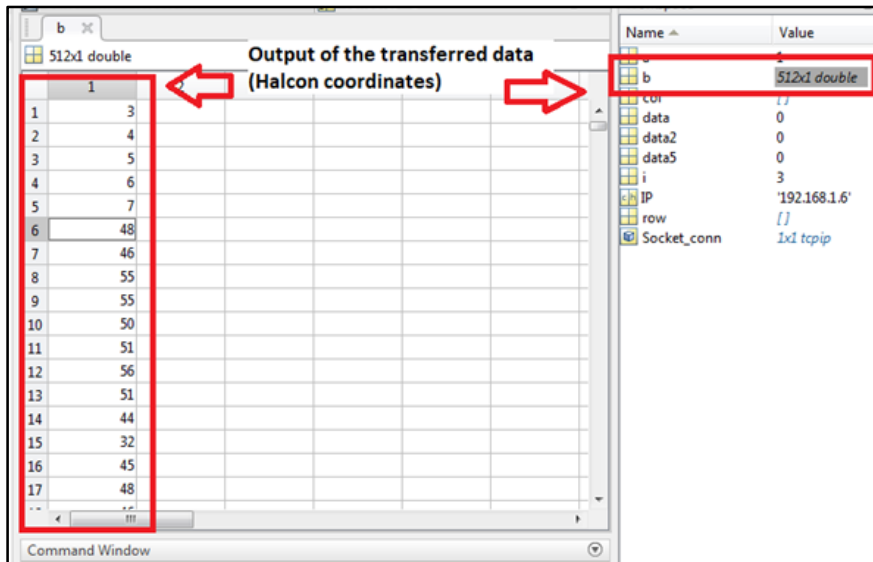 b
512x1 double
Output of the transferred data
(Halcon coordinates)
1
1 3
2 4
3 5
4 6
5 7
6 48
7 46
8 55
9 55
10 50
11 51
12 56
13 51
14 44
15 32
16 45
17 48
Command Window
Name Value
1
b 512x1 double
[]
data 0
data2 0
data5 0
i 3
IP '192.168.1.6'
row []
Socket_conn 1x1 tcpip